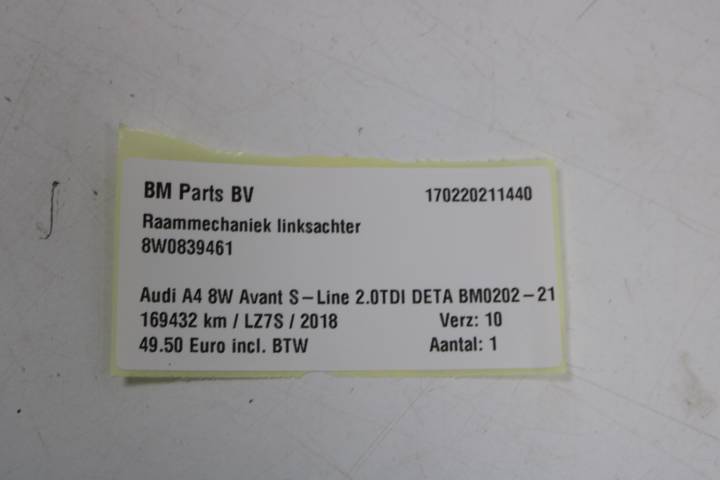 BM Parts BV 170220211440
Raammechaniek linksachter
8W0839461
Audi A4 8W Avant S-Line 2.0TDI DETA BM0202-21
169432 km / LZ7S / 2018 Verz: 10
49.50 Euro incl. BTW Aantal: 1